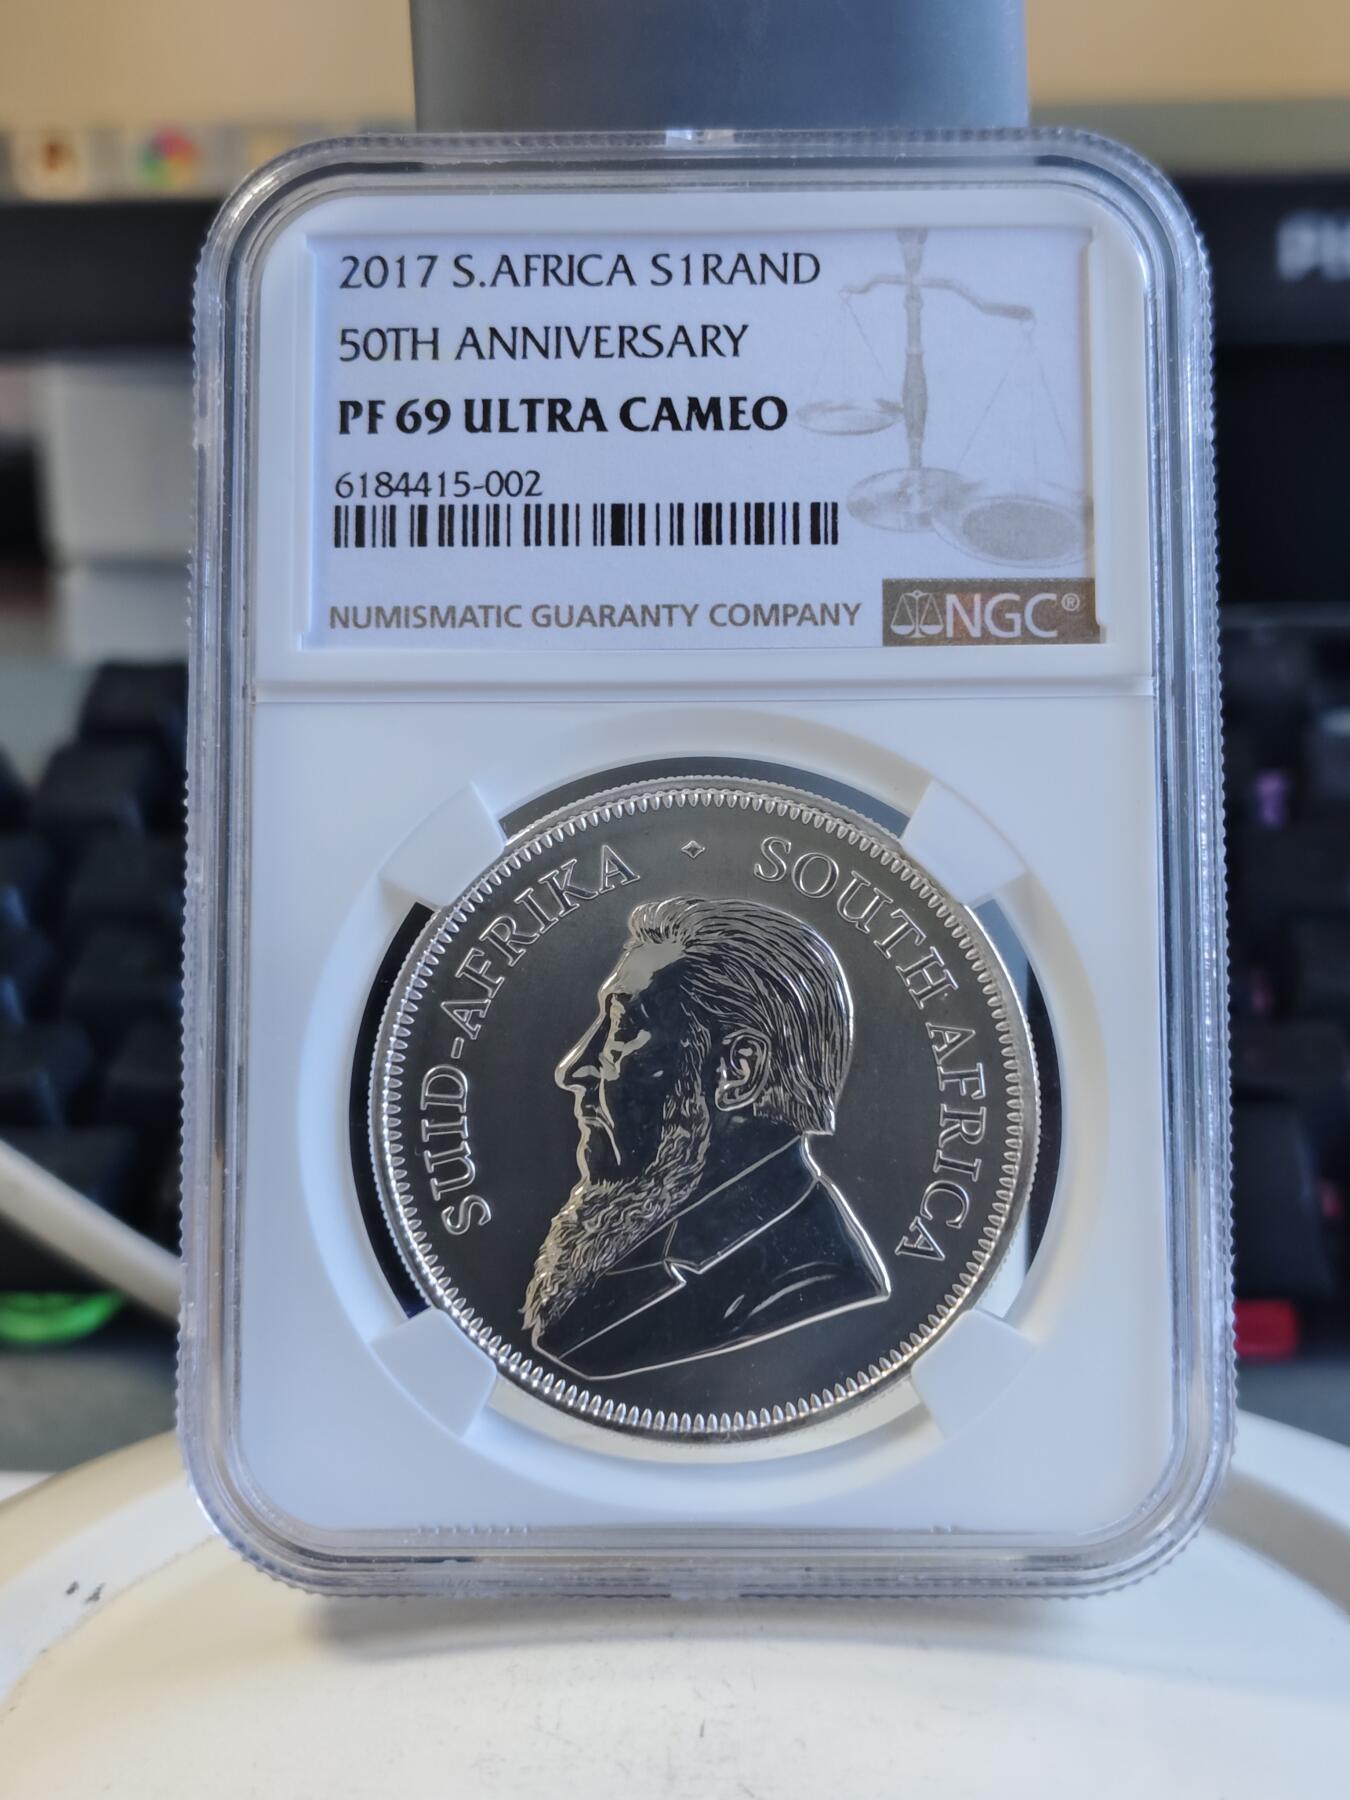 2017 S.AFRICA S1RAND
50TH ANNIVERSARY
PF 69 ULTRA CAMEO
6184415-002
NUMISMATIC GUARANTY COMPANY NGC®
SUID-AFRIKA SOUTH AFRICA